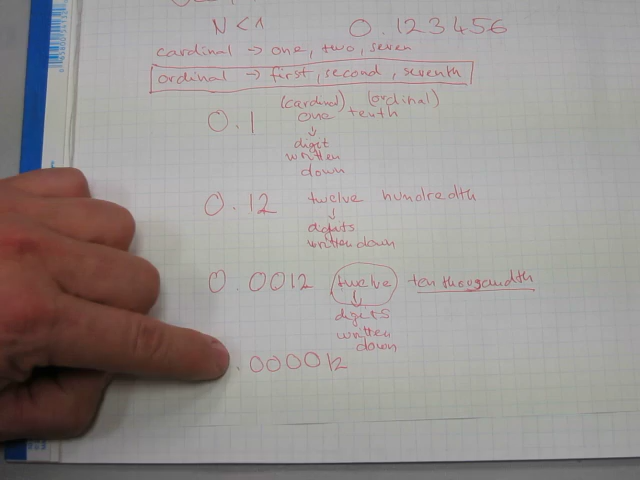 N < 1 0.123456
cardinal → one, two, seven
ordinal → first, second, seventh
(cardinal) (ordinal)
0.1 one tenth
↓
digit
written
down
0.12 twelve hundredth
↓
digits
written down
0.0012 twelve ten thousandth
↓
digits
written
down
.000012